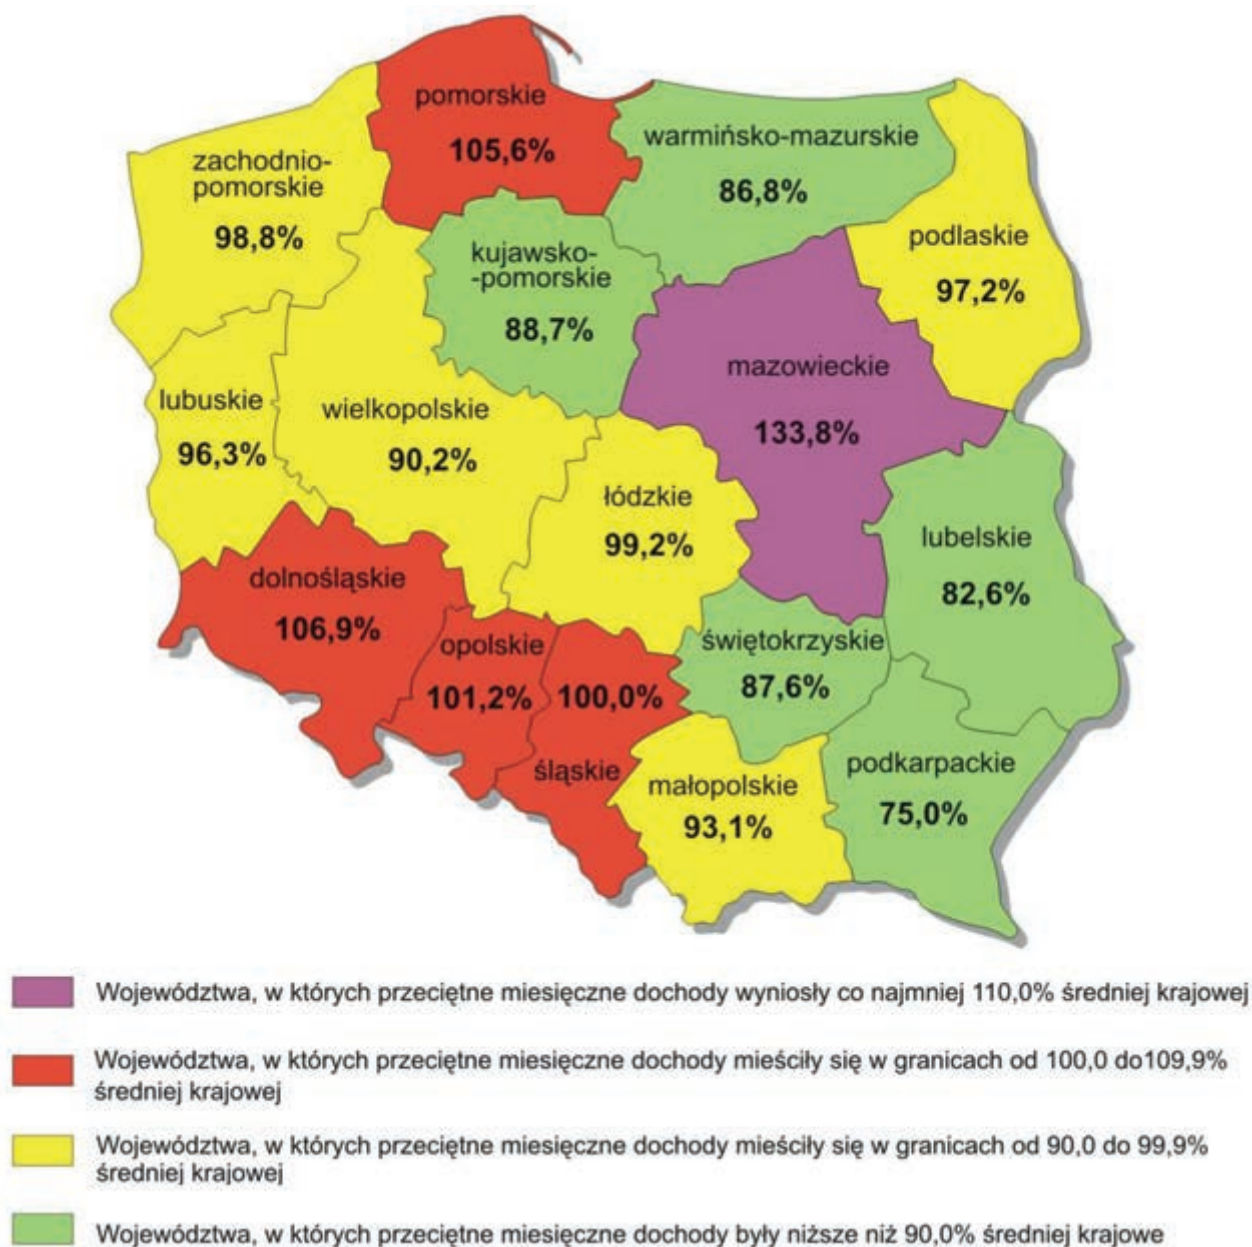 pomorskie
105,6%
warmińsko-mazurskie
86,8%
zachodnio-
pomorskie
98,8%
podlaskie
97,2%
kujawsko-
-pomorskie
88,7%
mazowieckie
133,8%
lubuskie
96,3%
wielkopolskie
90,2%
łódzkie
99,2%
lubelskie
82,6%
dolnośląskie
106,9%
opolskie
101,2%
100,0%
śląskie
świętokrzyskie
87,6%
małopolskie
93,1%
podkarpackie
75,0%
Województwa, w których przeciętne miesięczne dochody wyniosły co najmniej 110,0% średniej krajowej
Województwa, w których przeciętne miesięczne dochody mieściły się w granicach od 100,0 do109,9%
średniej krajowej
Województwa, w których przeciętne miesięczne dochody mieściły się w granicach od 90,0 do 99,9%
średniej krajowej
Województwa, w których przeciętne miesięczne dochody były niższe niż 90,0% średniej krajowe